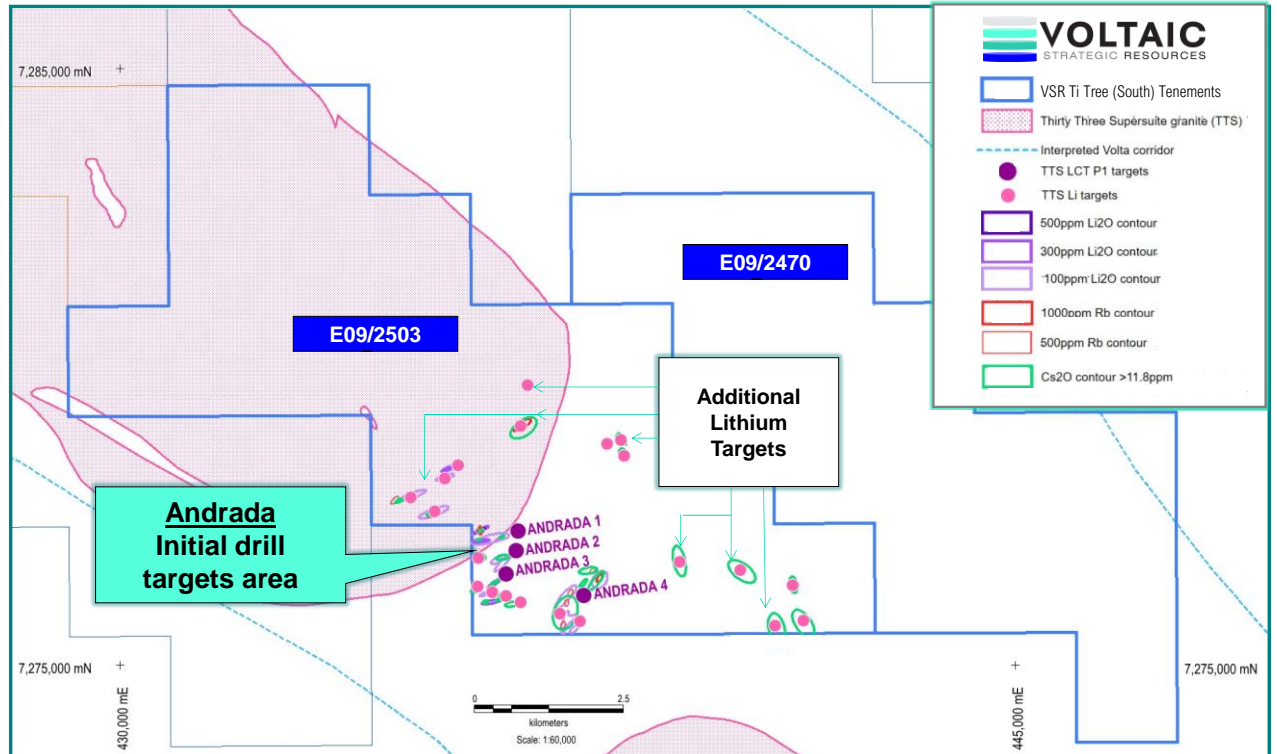 VOLTAIC
STRATEGIC RESOURCES
VSR Ti Tree (South) Tenements
Thirty Three Supersuite granite (TTS)
Interpreted Volta corridor
TTS LCT P1 targets
TTS Li targets
500ppm Li2O contour
300ppm Li2O contour
100ppm Li2O contour
1000ppm Rb contour
500ppm Rb contour
Cs2O contour >11.8ppm
7,285,000 mN
E09/2470
E09/2503
Additional
Lithium
Targets
Andrada
Initial drill
targets area
ANDRADA 1
ANDRADA 2
ANDRADA 3
ANDRADA 4
7,275,000 mN
7,275,000 mN
430,000 mE
445,000 mE
0 2.5
kilometers
Scale: 1:60,000